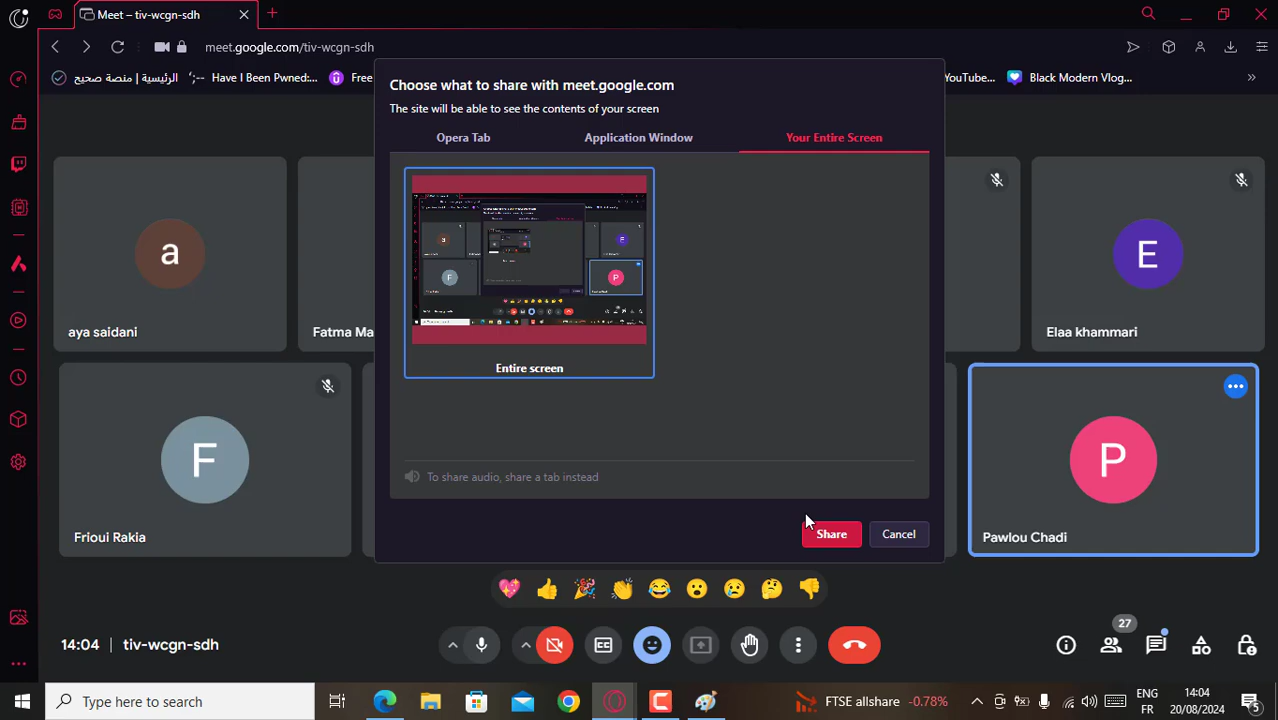 Meet – tiv-wcgn-sdh
meet.google.com/tiv-wcgn-sdh
الرئيسية | منصة صحيح
Have I Been Pwned:...
Free
YouTube...
Black Modern Vlog...
Choose what to share with meet.google.com
The site will be able to see the contents of your screen
Opera Tab
Application Window
Your Entire Screen
Entire screen
To share audio, share a tab instead
Share
Cancel
a
aya saidani
Fatma Ma
E
Elaa khammari
F
Frioui Rakia
P
Pawlou Chadi
14:04 | tiv-wcgn-sdh
27
Type here to search
FTSE allshare -0.78%
ENG
FR
14:04
20/08/2024
5